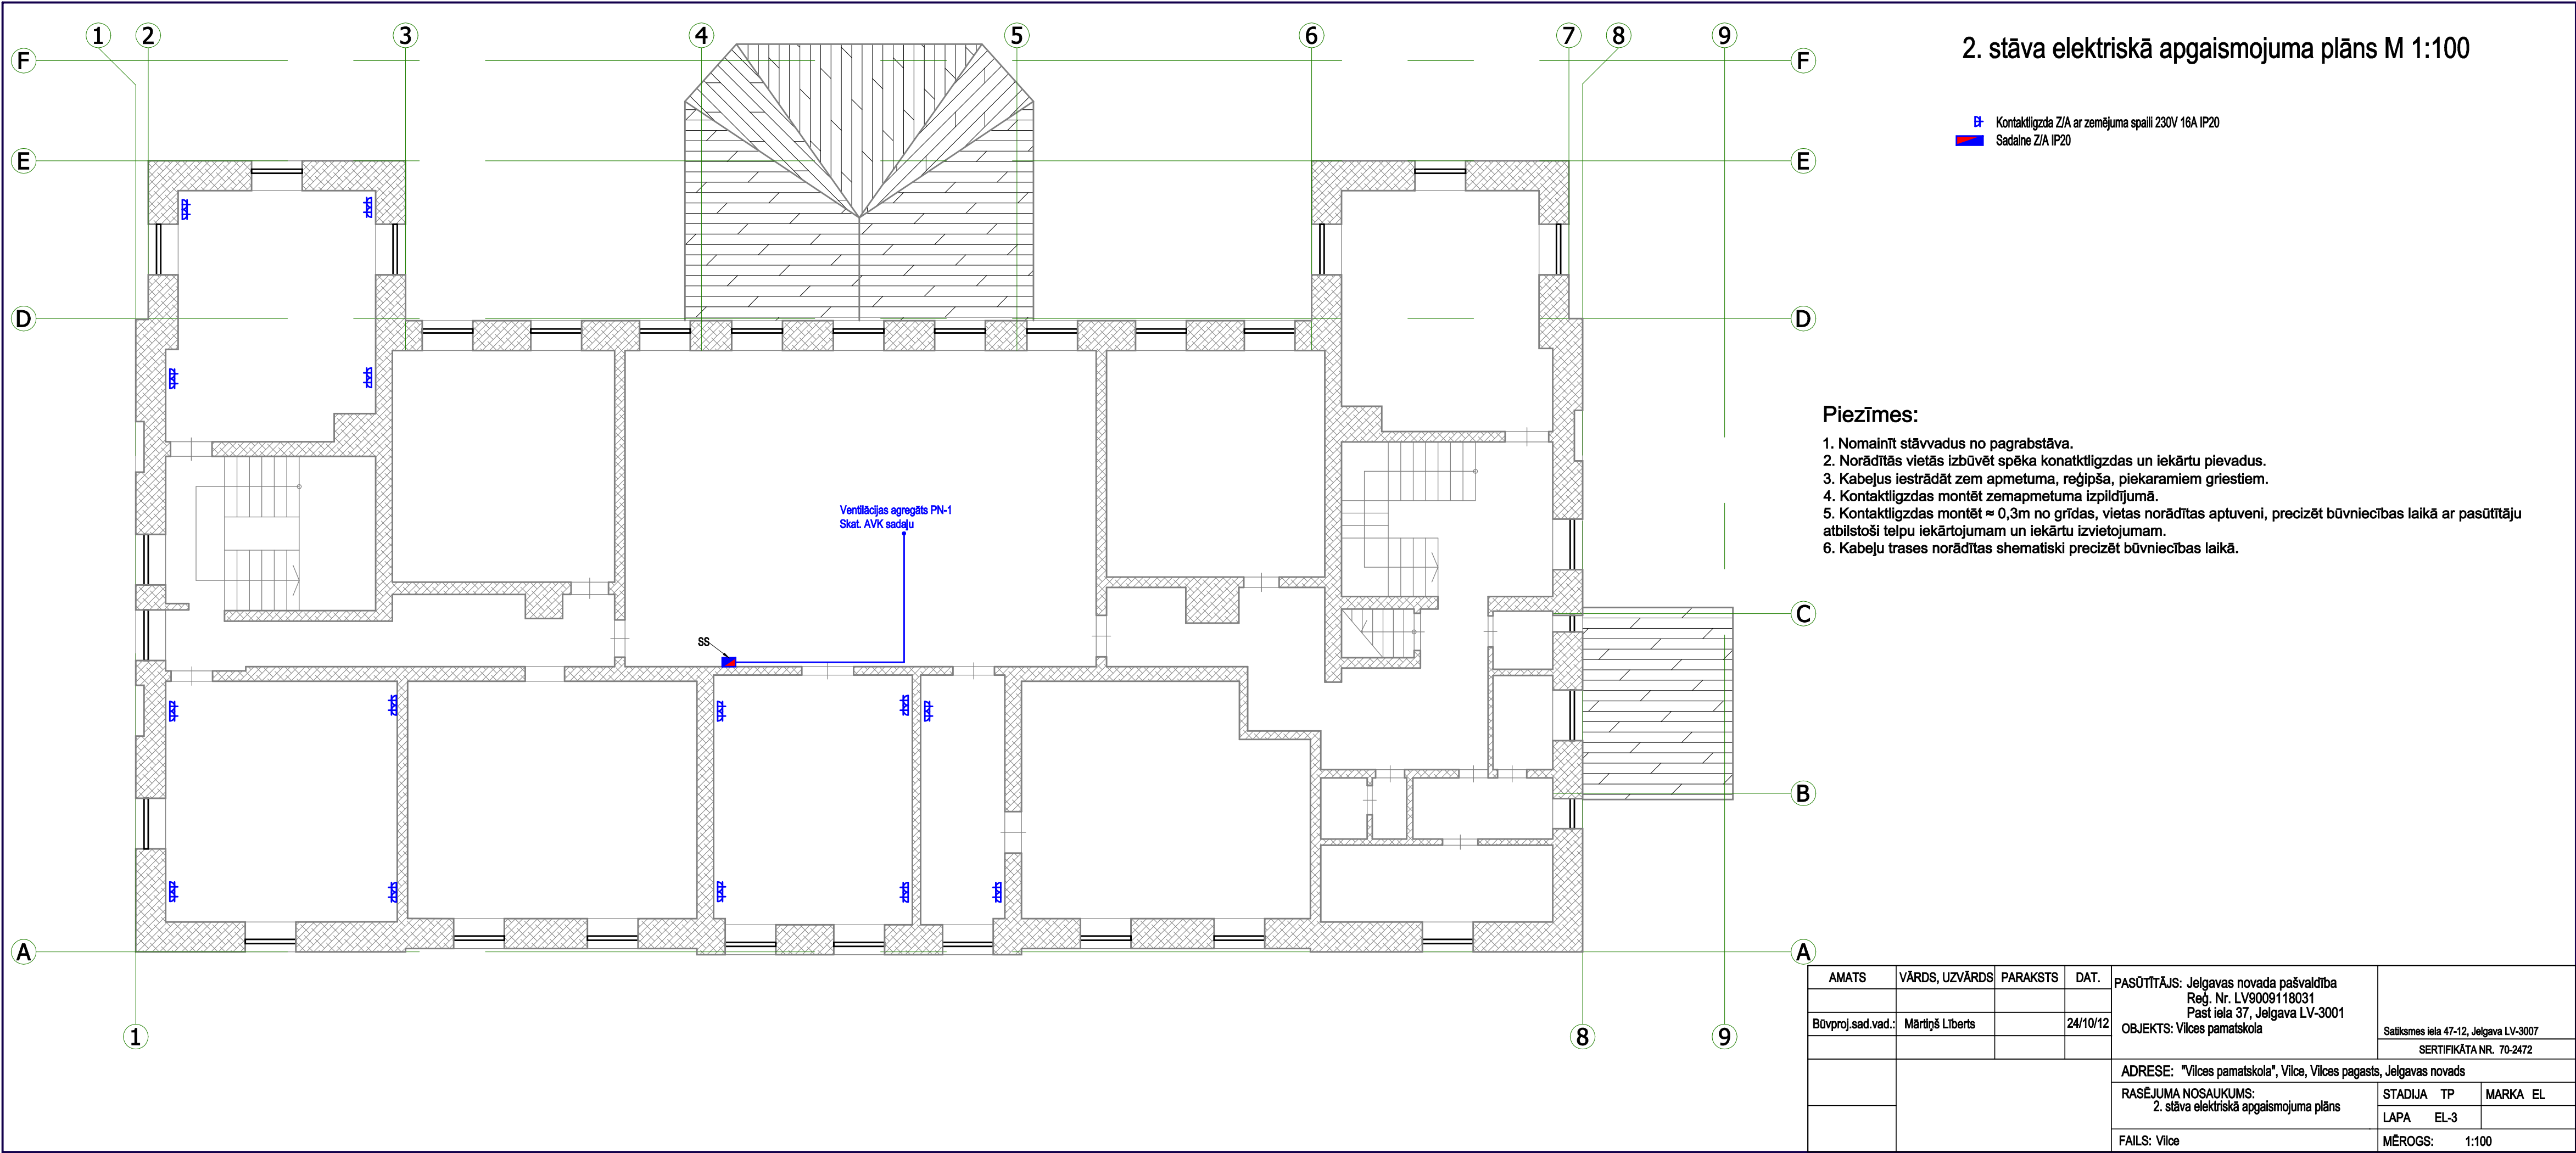 1 2 3 4 5 6 7 8 9
F F
2. stāva elektriskā apgaismojuma plāns M 1:100
Kontaktligzda Z/A ar zemējuma spaili 230V 16A IP20
Sadalne Z/A IP20
E E
D D
Piezīmes:
1. Nomainīt stāvvadus no pagrabstāva.
2. Norādītās vietās izbūvēt spēka konatktligzdas un iekārtu pievadus.
3. Kabeļus iestrādāt zem apmetuma, reģipša, piekaramiem griestiem.
4. Kontaktligzdas montēt zemapmetuma izpildījumā.
5. Kontaktligzdas montēt ≈ 0,3m no grīdas, vietas norādītas aptuveni, precizēt būvniecības laikā ar pasūtītāju
atbilstoši telpu iekārtojumam un iekārtu izvietojumam.
6. Kabeļu trases norādītas shematiski precizēt būvniecības laikā.
Ventilācijas agregāts PN-1
Skat. AVK sadaļu
C
SS
B
A A
1 8 9
AMATS VĀRDS, UZVĀRDS PARAKSTS DAT.
Būvproj.sad.vad.: Mārtiņš Līberts 24/10/12
PASŪTĪTĀJS: Jelgavas novada pašvaldība
Reģ. Nr. LV9009118031
Past iela 37, Jelgava LV-3001
OBJEKTS: Vilces pamatskola
Satiksmes iela 47-12, Jelgava LV-3007
SERTIFIKĀTA NR. 70-2472
ADRESE: "Vilces pamatskola", Vilce, Vilces pagasts, Jelgavas novads
RASĒJUMA NOSAUKUMS:
2. stāva elektriskā apgaismojuma plāns
STADIJA TP MARKA EL
LAPA EL-3
FAILS: Vilce
MĒROGS: 1:100